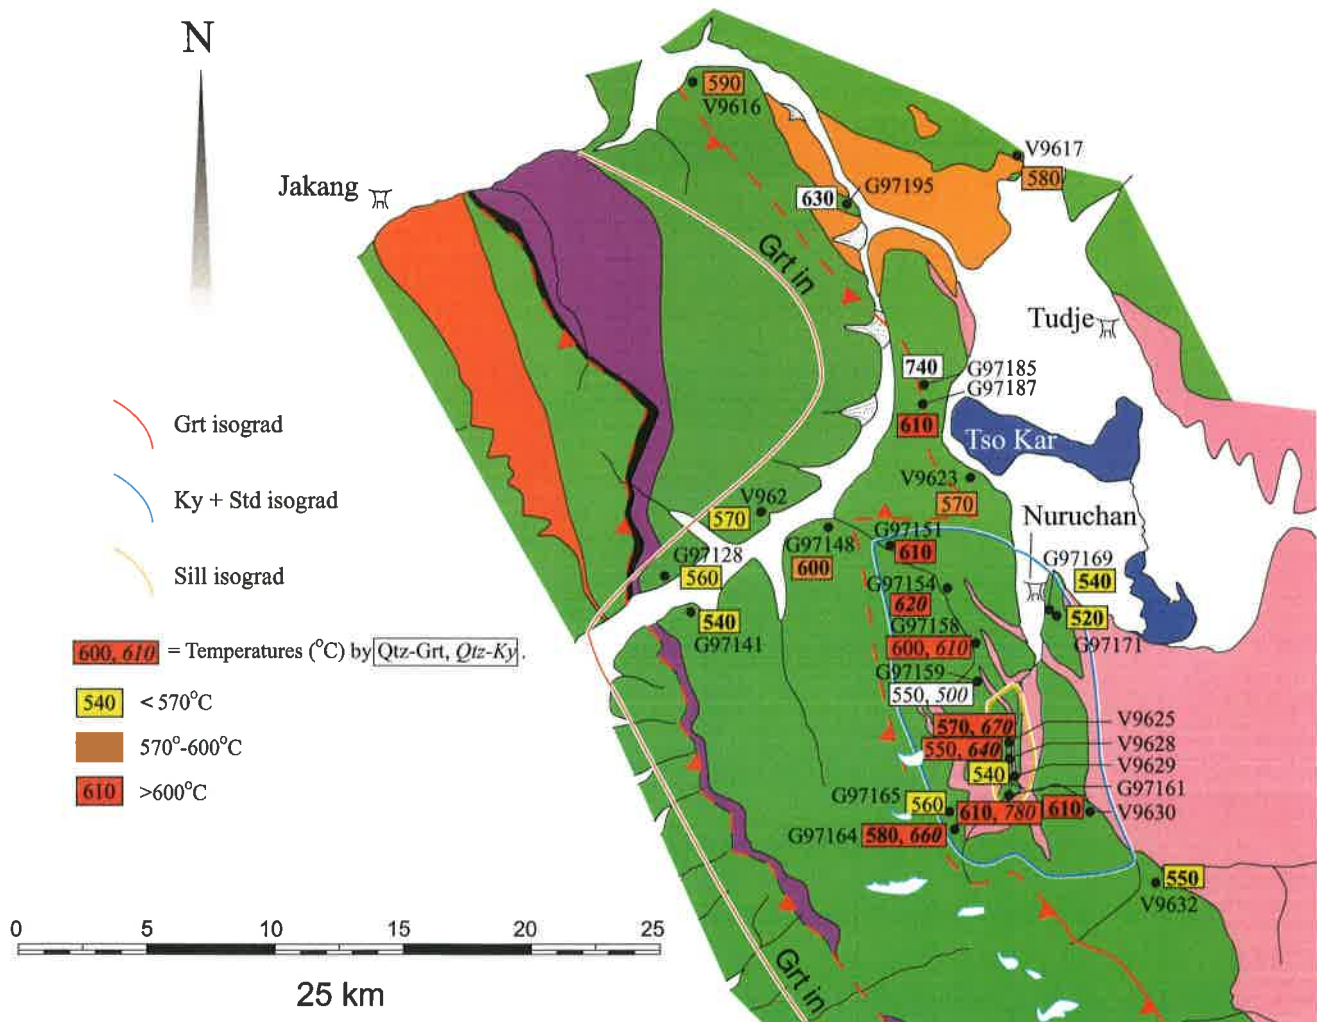 N
590
V9616
V9617
580
Jakang
G97195
630
Grt in
Tudje
740
G97185
G97187
610
Grt isograd
Tso Kar
Ky + Std isograd
V9623
570
V962
570
Nuruchan
G97151
610
G97148
600
G97128
560
G97169
540
Sill isograd
G97154
620
520
G97171
540
G97141
G97158
600, 610
600, 610 = Temperatures (°C) by Qtz-Grt, Qtz-Ky.
G97159
550, 500
540 < 570°C
570, 670
V9625
550, 640
V9628
570°-600°C
540
V9629
G97161
610 >600°C
G97165 560
610, 780
610
V9630
G97164 580, 660
550
V9632
0 5 10 15 20 25
25 km
Grt in